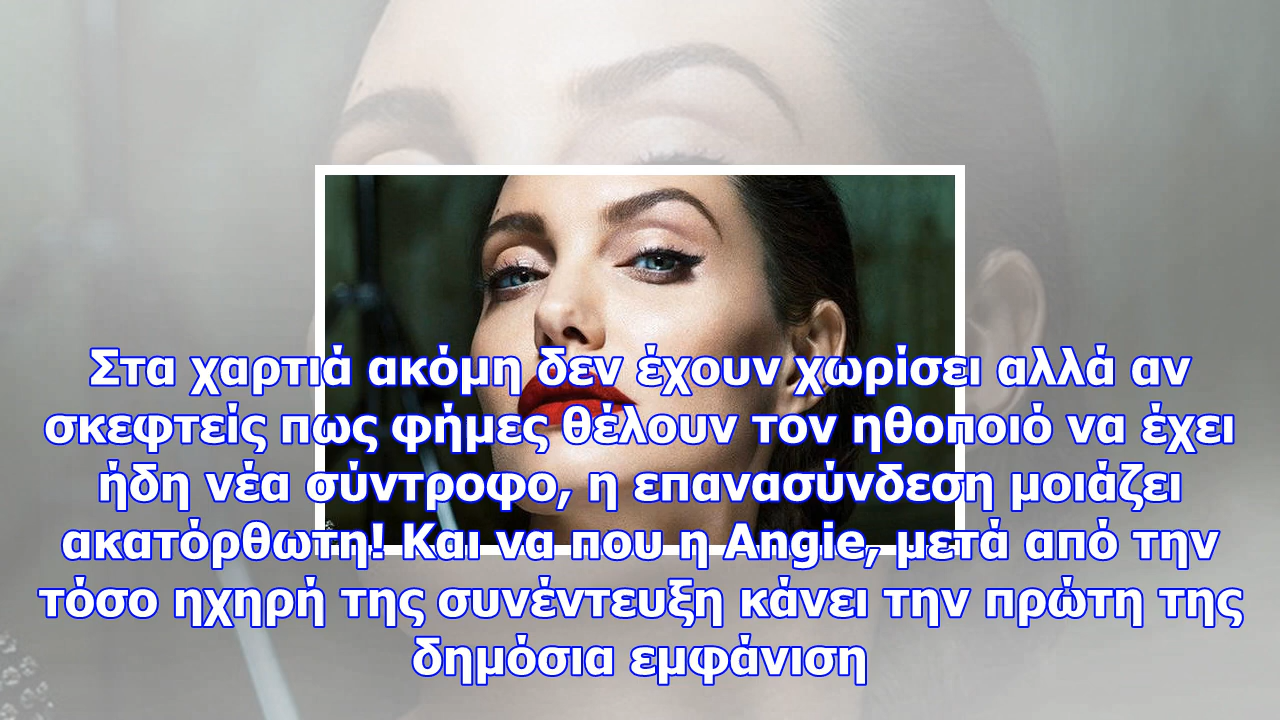 Στα χαρτιά ακόμη δεν έχουν χωρίσει αλλά αν
σκεφτείς πως φήμες θέλουν τον ηθοποιό να έχει
ήδη νέα σύντροφο, η επανασύνδεση μοιάζει
ακατόρθωτη! Και να που η Angie, μετά από την
τόσο ηχηρή της συνέντευξη κάνει την πρώτη της
δημόσια εμφάνιση